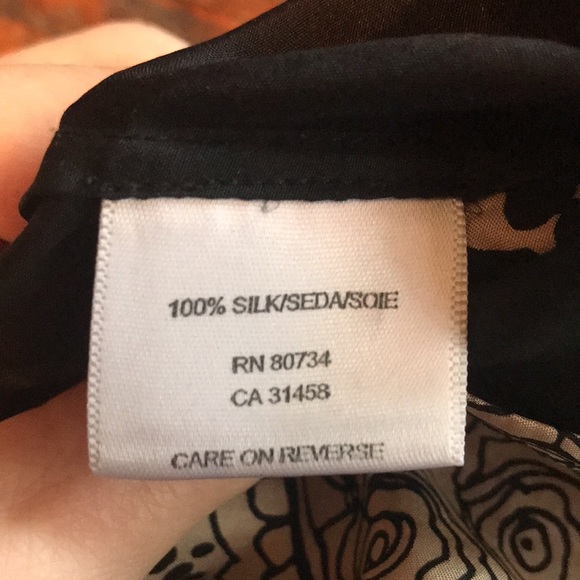 100% SILK/SEDA/SOIE
RN 80734
CA 31458
CARE ON REVERSE